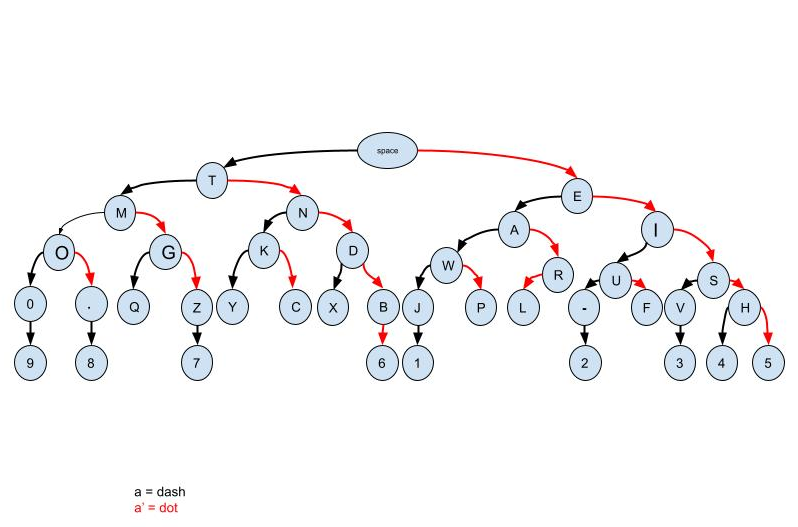 space
T
E
M
N
A
I
O
G
K
D
W
R
U
S
0
.
Q
Z
Y
C
X
B
J
P
L
-
F
V
H
9
8
7
6
1
2
3
4
5
a = dash
a' = dot